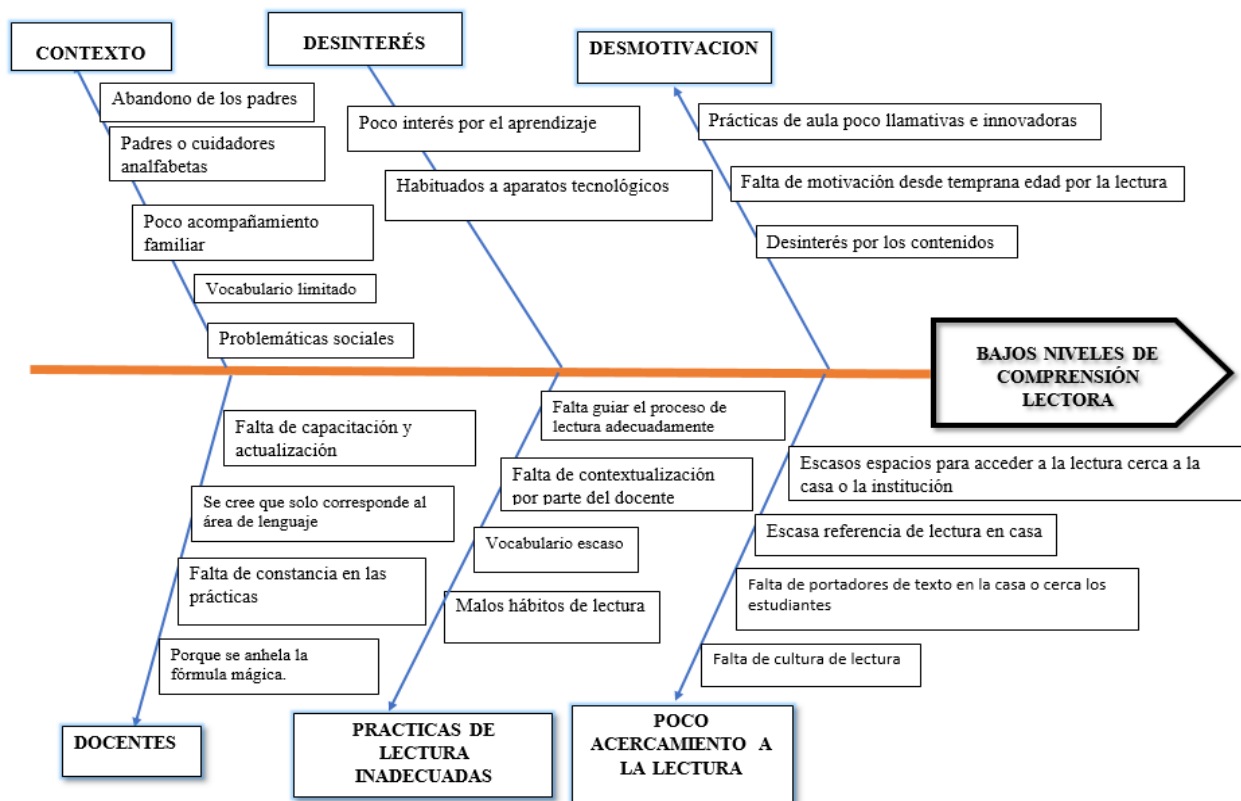 CONTEXTO
Abandono de los padres
Padres o cuidadores
analfabetas
Poco acompañamiento
familiar
Vocabulario limitado
Problemáticas sociales
DESINTERÉS
Poco interés por el aprendizaje
Habituados a aparatos tecnológicos
DESMOTIVACION
Prácticas de aula poco llamativas e innovadoras
Falta de motivación desde temprana edad por la lectura
Desinterés por los contenidos
BAJOS NIVELES DE
COMPRENSIÓN
LECTORA
Falta de capacitación y
actualización
Se cree que solo corresponde al
área de lenguaje
Falta de constancia en las
prácticas
Porque se anhela la
fórmula mágica.
DOCENTES
Falta guiar el proceso de
lectura adecuadamente
Falta de contextualización
por parte del docente
Vocabulario escaso
Malos hábitos de lectura
PRACTICAS DE
LECTURA
INADECUADAS
Escasos espacios para acceder a la lectura cerca a la
casa o la institución
Escasa referencia de lectura en casa
Falta de portadores de texto en la casa o cerca los
estudiantes
Falta de cultura de lectura
POCO
ACERCAMIENTO A
LA LECTURA